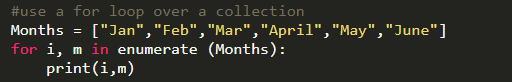 #use a for loop over a collection
Months = ["Jan","Feb","Mar","April","May","June"]
for i, m in enumerate (Months):
    print(i,m)